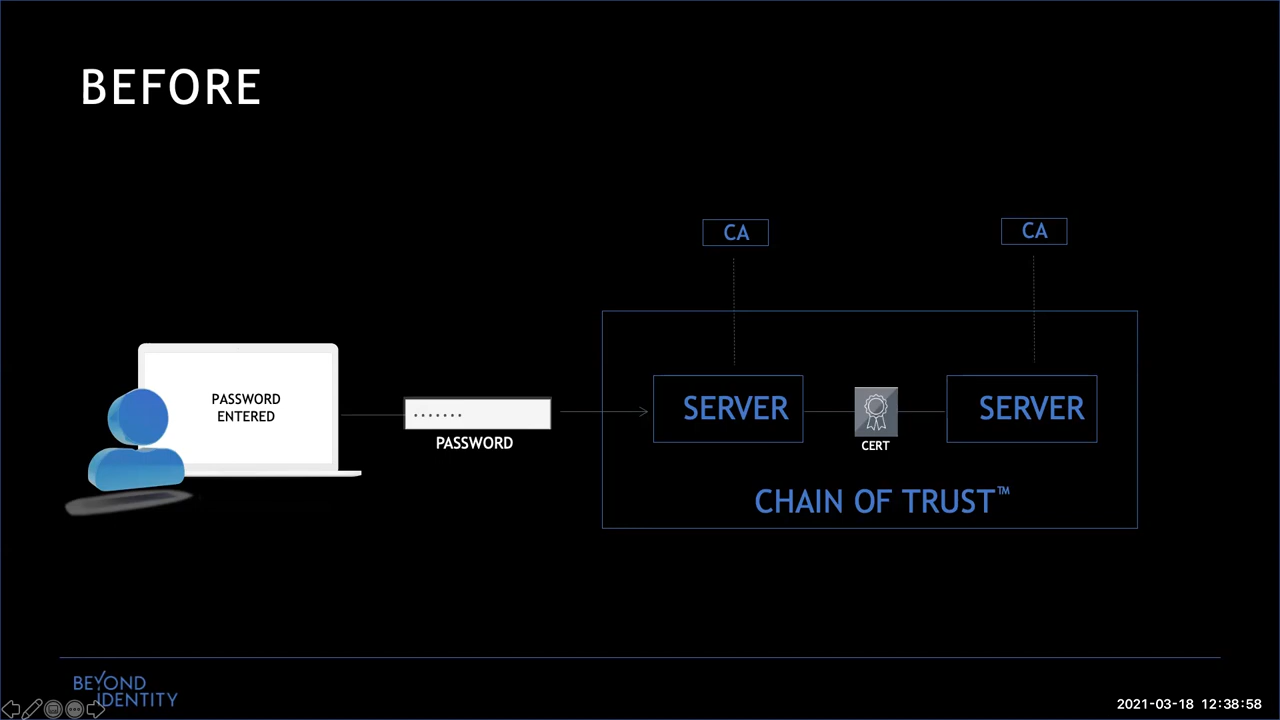 BEFORE
CA
CA
PASSWORD
ENTERED
.......
PASSWORD
SERVER
CERT
SERVER
CHAIN OF TRUST™
BEYOND
IDENTITY
2021-03-18 12:38:58